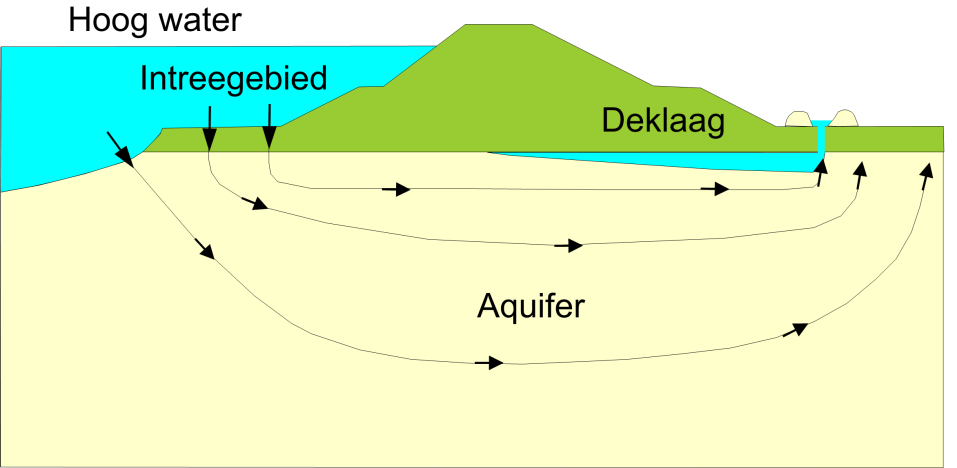 Hoog water
Intreegebied
Deklaag
Aquifer